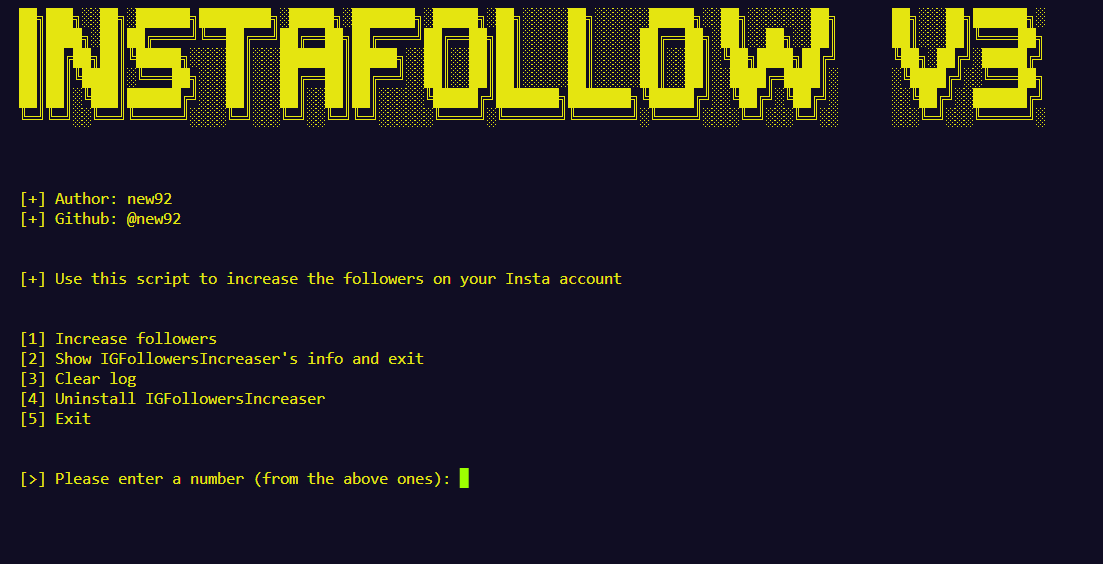 INSTAFOLLOW V3
[+] Author: new92
[+] Github: @new92
[+] Use this script to increase the followers on your Insta account
[1] Increase followers
[2] Show IGFollowersIncreaser's info and exit
[3] Clear log
[4] Uninstall IGFollowersIncreaser
[5] Exit
[>] Please enter a number (from the above ones):